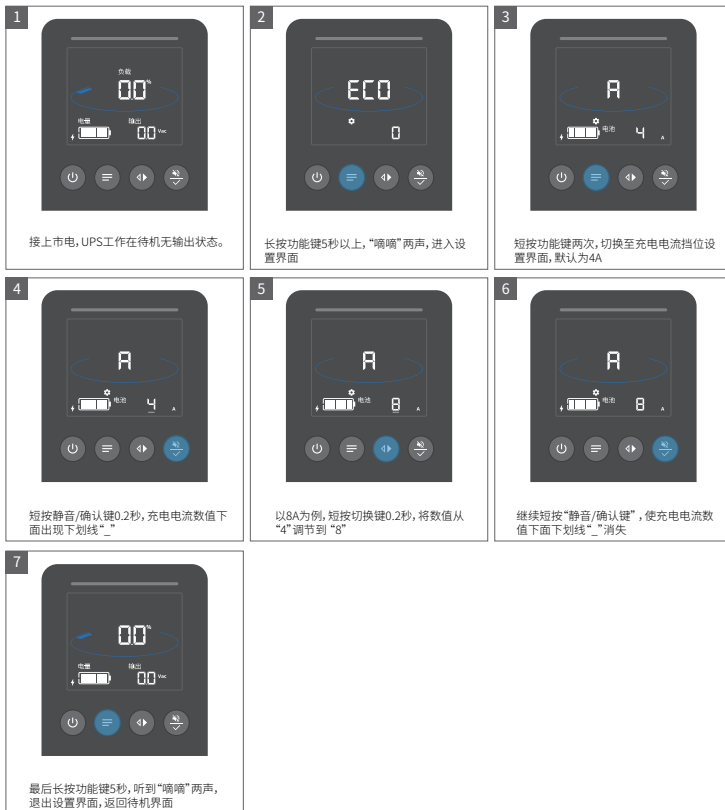 1
负载
0.0%
电量 输出
0.0 Vac
接上市电,UPS工作在待机无输出状态。
2
ECO
0
长按功能键5秒以上,“嘀嘀”两声,进入设
置界面
3
A
电池 4 A
短按功能键两次,切换至充电电流挡位设
置界面,默认为4A
4
A
电池 4 A
短按静音/确认键0.2秒,充电电流数值下
面出现下划线“_”
5
A
电池 8 A
以8A为例,短按切换键0.2秒,将数值从
“4”调节到 “8”
6
A
电池 8 A
继续短按“静音/确认键” ,使充电电流数
值下面下划线“_”消失
7
0.0%
电量 输出
0.0 Vac
最后长按功能键5秒,听到“嘀嘀”两声,
退出设置界面,返回待机界面